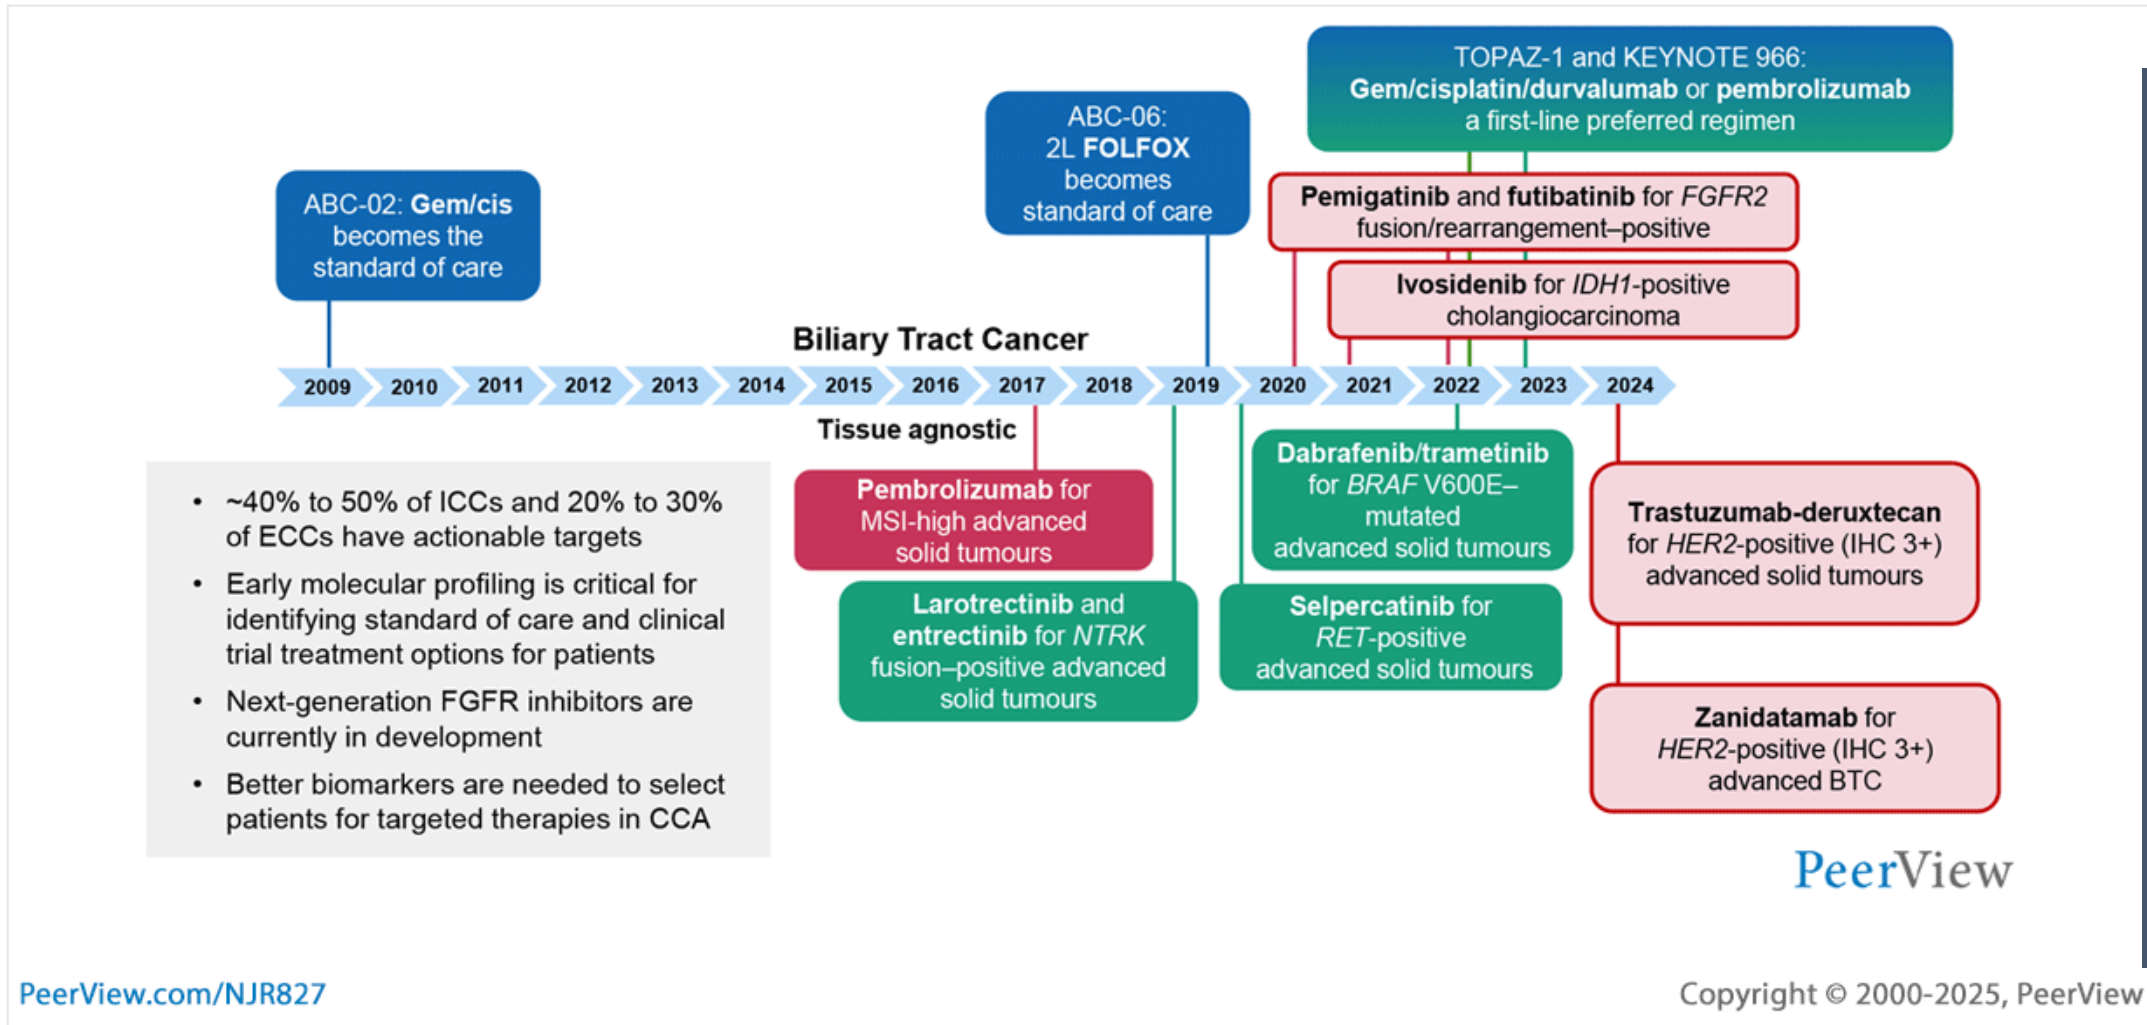 TOPAZ-1 and KEYNOTE 966:
Gem/cisplatin/durvalumab or pembrolizumab
a first-line preferred regimen
ABC-06:
2L FOLFOX
becomes
standard of care
ABC-02: Gem/cis
becomes the
standard of care
Pemigatinib and futibatinib for FGFR2
fusion/rearrangement–positive
Ivosidenib for IDH1-positive
cholangiocarcinoma
Biliary Tract Cancer
2009 2010 2011 2012 2013 2014 2015 2016 2017 2018 2019 2020 2021 2022 2023 2024
Tissue agnostic
Pembrolizumab for
MSI-high advanced
solid tumours
Larotrectinib and
entrectinib for NTRK
fusion–positive advanced
solid tumours
Dabrafenib/trametinib
for BRAF V600E–
mutated
advanced solid tumours
Selpercatinib for
RET-positive
advanced solid tumours
Trastuzumab-deruxtecan
for HER2-positive (IHC 3+)
advanced solid tumours
Zanidatamab for
HER2-positive (IHC 3+)
advanced BTC
• ~40% to 50% of ICCs and 20% to 30%
of ECCs have actionable targets
• Early molecular profiling is critical for
identifying standard of care and clinical
trial treatment options for patients
• Next-generation FGFR inhibitors are
currently in development
• Better biomarkers are needed to select
patients for targeted therapies in CCA
PeerView
PeerView.com/NJR827
Copyright © 2000-2025, PeerView